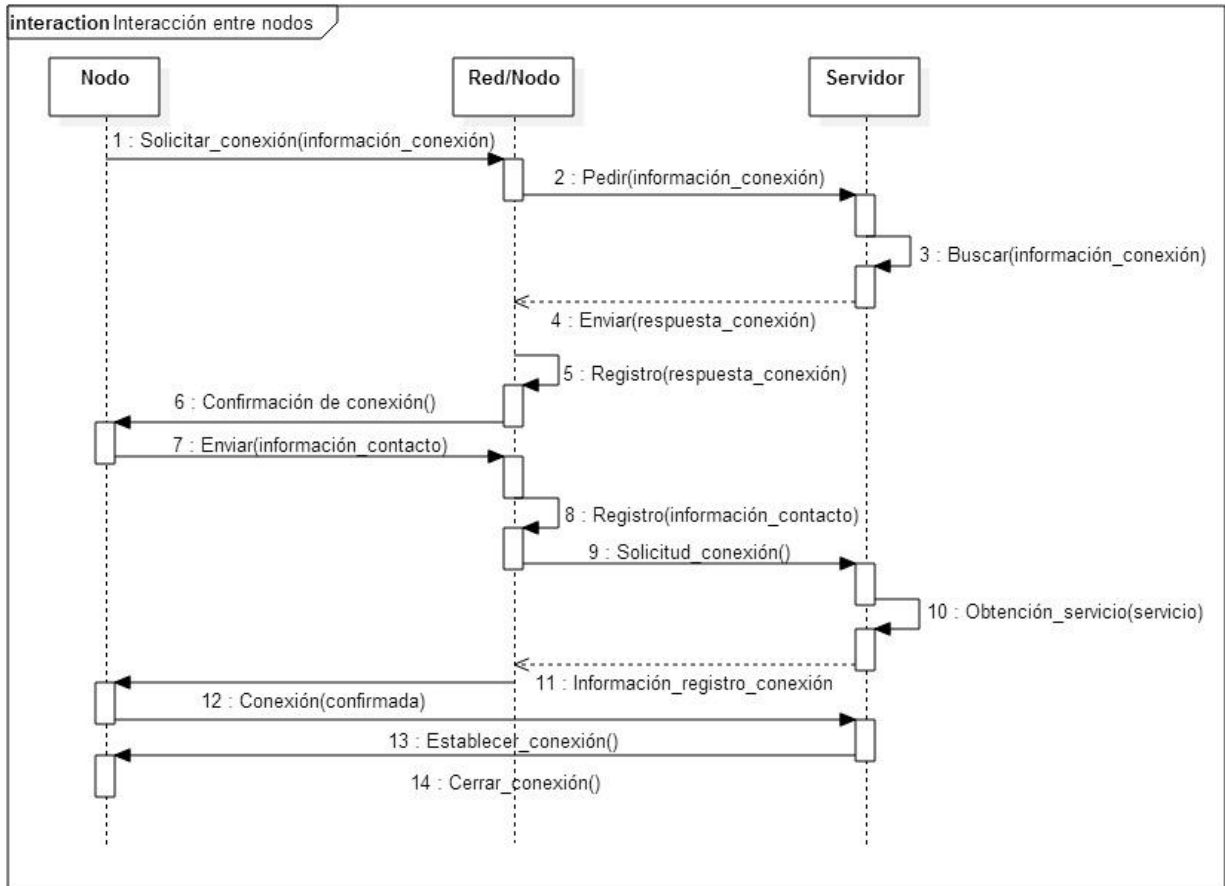 interaction Interacción entre nodos
Nodo
Red/Nodo
Servidor
1 : Solicitar_conexión(información_conexión)
2 : Pedir(información_conexión)
3 : Buscar(información_conexión)
4 : Enviar(respuesta_conexión)
5 : Registro(respuesta_conexión)
6 : Confirmación de conexión()
7 : Enviar(información_contacto)
8 : Registro(información_contacto)
9 : Solicitud_conexión()
10 : Obtención_servicio(servicio)
11 : Información_registro_conexión
12 : Conexión(confirmada)
13 : Establecer_conexión()
14 : Cerrar_conexión()